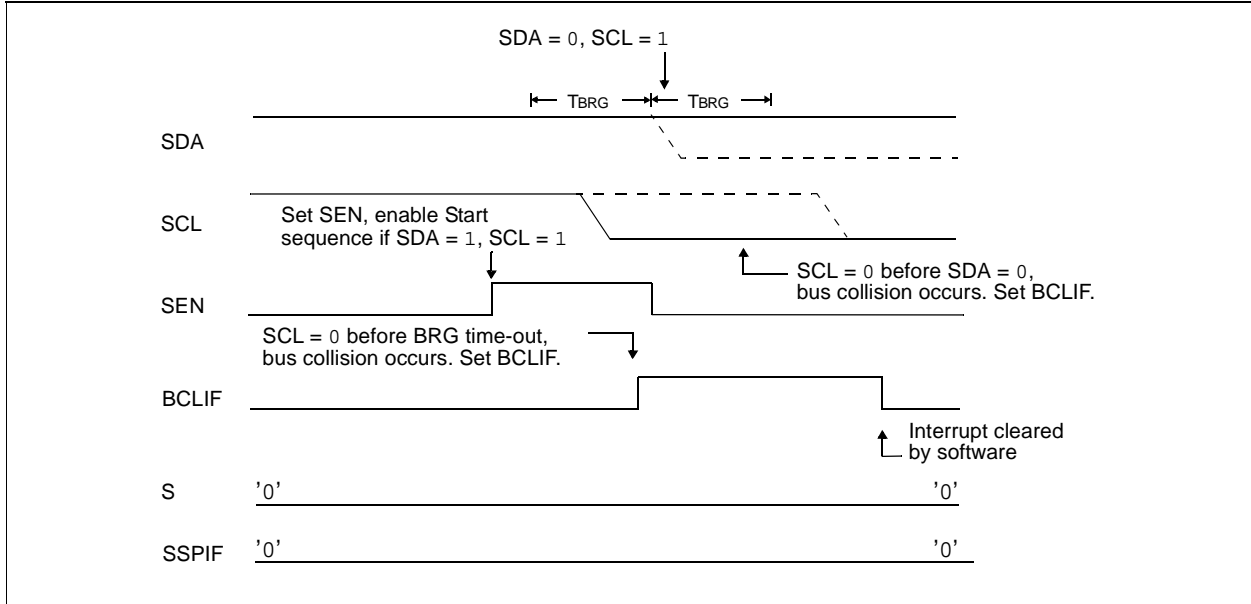 SDA = 0, SCL = 1
TBRG TBRG
SDA
SCL
Set SEN, enable Start
sequence if SDA = 1, SCL = 1
SCL = 0 before SDA = 0,
bus collision occurs. Set BCLIF.
SEN
SCL = 0 before BRG time-out,
bus collision occurs. Set BCLIF.
BCLIF
Interrupt cleared
by software
S '0' '0'
SSPIF '0' '0'